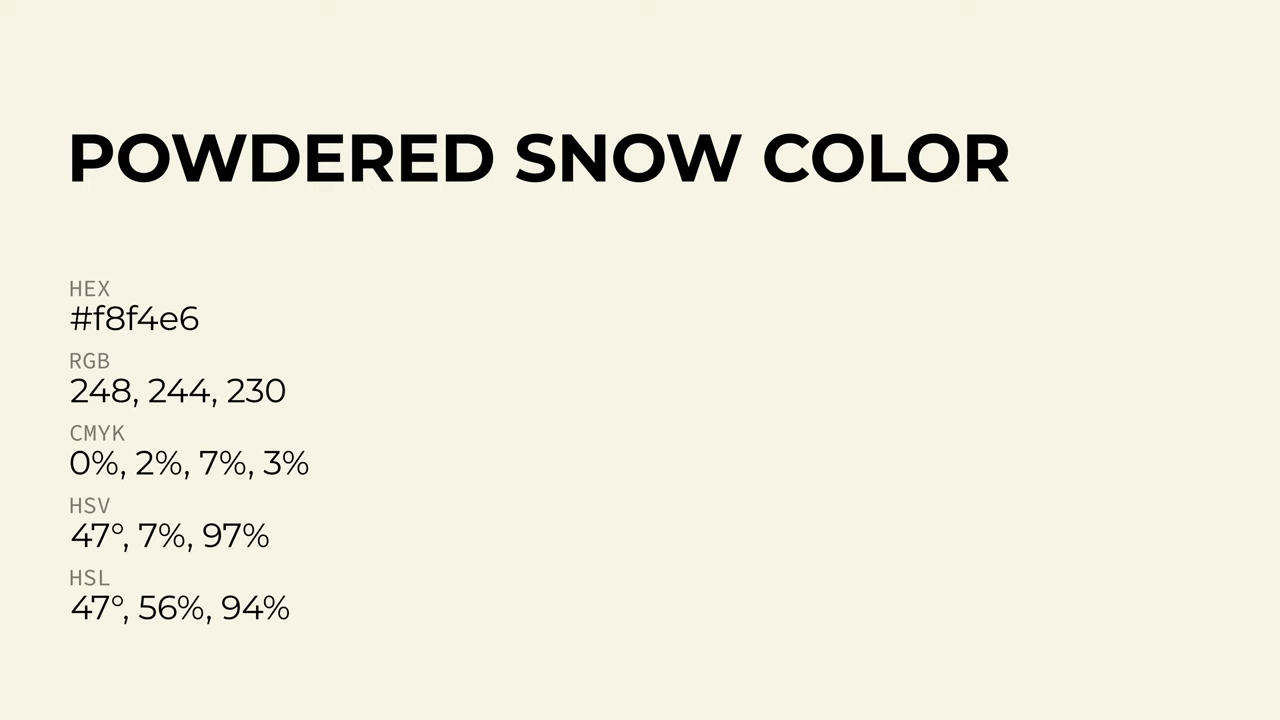 POWDERED SNOW COLOR
HEX
#f8f4e6
RGB
248, 244, 230
CMYK
0%, 2%, 7%, 3%
HSV
47°, 7%, 97%
HSL
47°, 56%, 94%